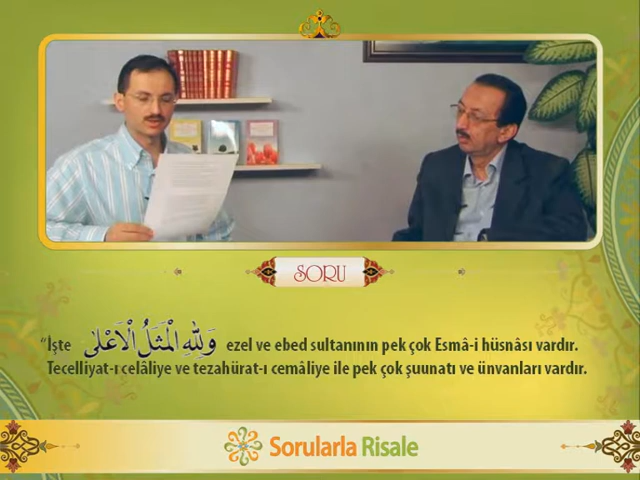 SORU
"İşte وَلِلّٰهِ الْمَثَلُ الْاَعْلٰى ezel ve ebed sultanının pek çok Esmâ-i hüsnâsı vardır.
Tecelliyat-ı celâliye ve tezahürat-ı cemâliye ile pek çok şuunatı ve ünvanları vardır.
Sorularla Risale